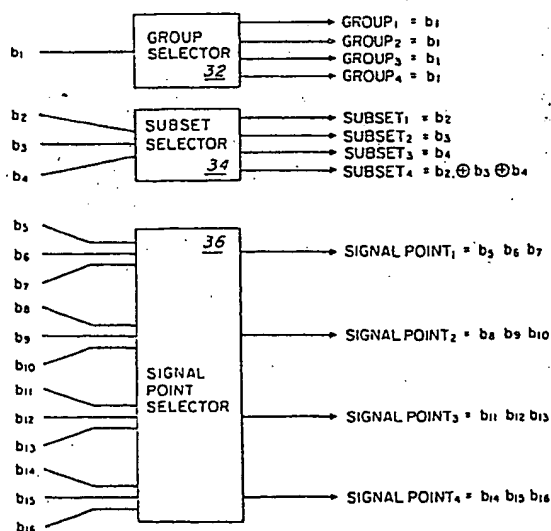 b1
GROUP SELECTOR 32
GROUP1 = b1
GROUP2 = b1
GROUP3 = b1
GROUP4 = b1
b2
b3
b4
SUBSET SELECTOR 34
SUBSET1 = b2
SUBSET2 = b3
SUBSET3 = b4
SUBSET4 = b2 ⊕ b3 ⊕ b4
b5
b6
b7
b8
b9
b10
b11
b12
b13
b14
b15
b16
36
SIGNAL
POINT
SELECTOR
SIGNAL POINT1 = b5 b6 b7
SIGNAL POINT2 = b8 b9 b10
SIGNAL POINT3 = b11 b12 b13
SIGNAL POINT4 = b14 b15 b16